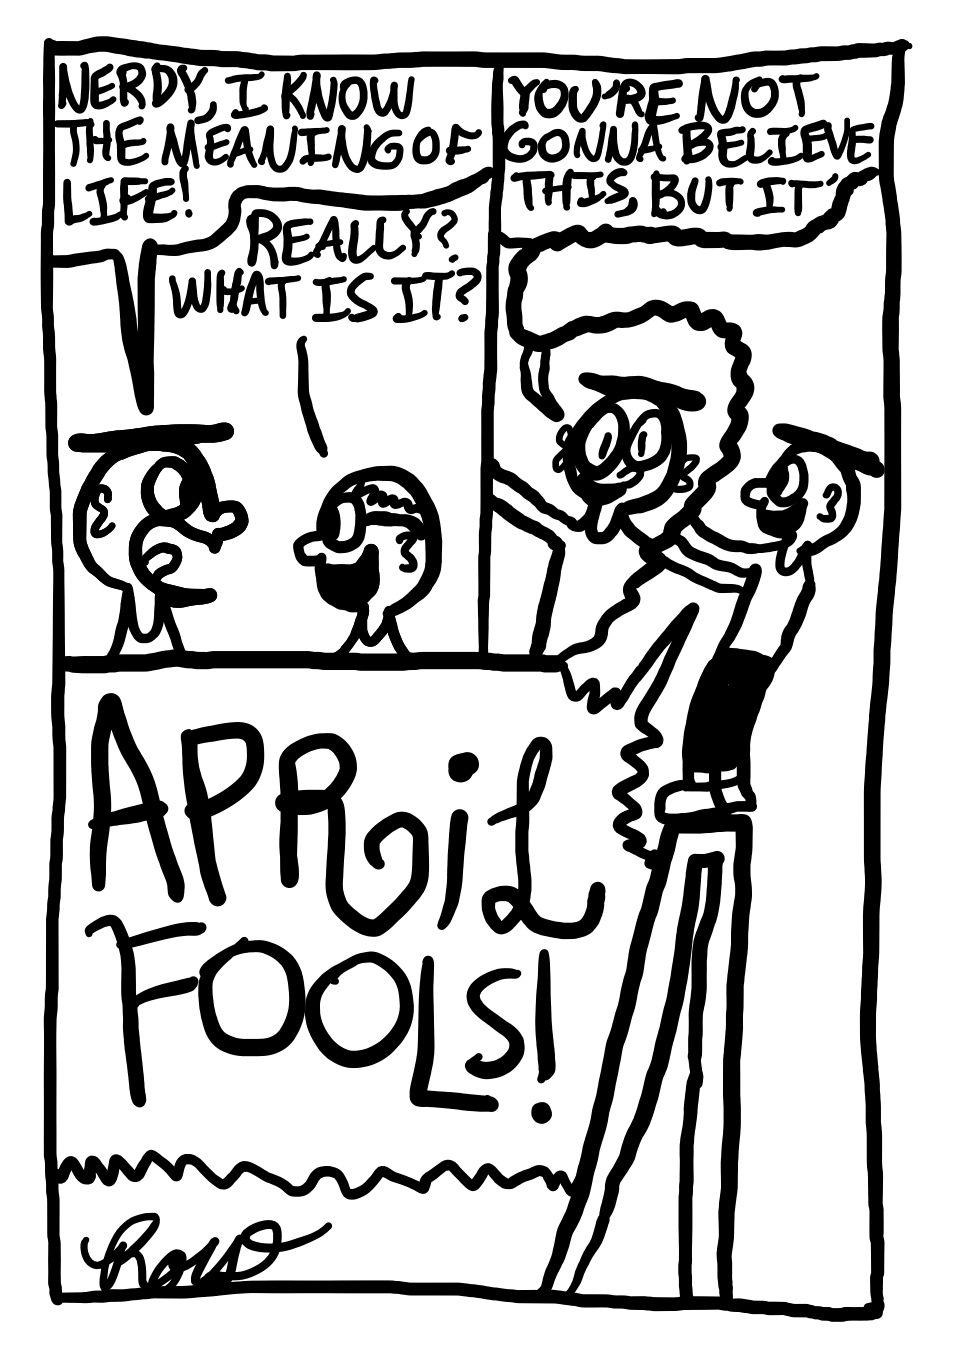 NERDY, I KNOW
THE MEANING OF
LIFE!
REALLY?
WHAT IS IT?
YOU'RE NOT
GONNA BELIEVE
THIS, BUT IT'
APRiL
FOOLS!